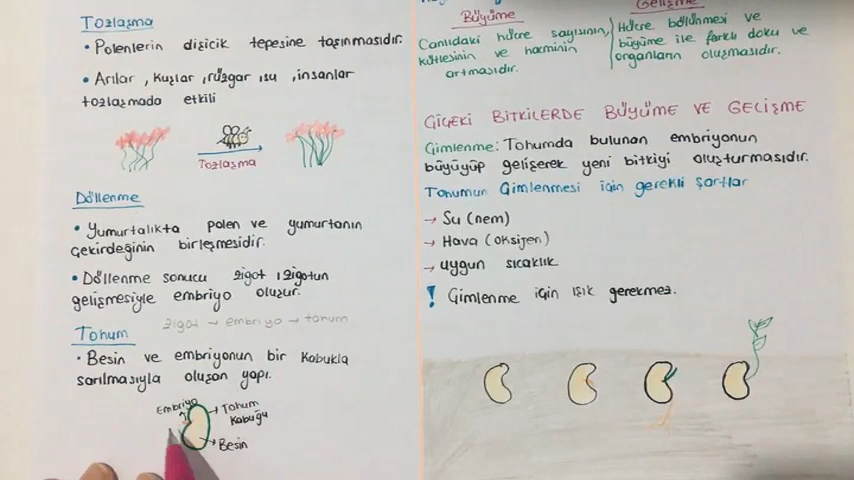 Tozlaşma
• Polenlerin dişicik tepesine taşınmasıdır.
• Arılar, kuşlar, rüzgar, su, insanlar
tozlaşmada etkili
Tozlaşma
Döllenme
• Yumurtalıkta polen ve yumurtanın
çekirdeğinin birleşmesidir.
• Döllenme sonucu zigot, zigotun
gelişmesiyle embriyo oluşur.
Tohum
zigot → embriyo → tohum
• Besin ve embriyonun bir kabukla
sarılmasıyla oluşan yapı.
Embriyo
Tohum
Kabuğu
Besin
Büyüme
Canlıdaki hücre sayısının,
kütlesinin ve hacminin
artmasıdır.
Gelişme
Hücre bölünmesi ve
büyüme ile farklı doku ve
organların oluşmasıdır.
ÇİÇEKİ BİTKİLERDE BÜYÜME VE GELİŞME
Çimlenme: Tohumda bulunan embriyonun
büyüyüp gelişerek yeni bitkiyi oluşturmasıdır.
Tohumun Çimlenmesi için gerekli Şartlar
→ Su (nem)
→ Hava (oksijen)
→ uygun sıcaklık
! Çimlenme için ışık gerekmez.